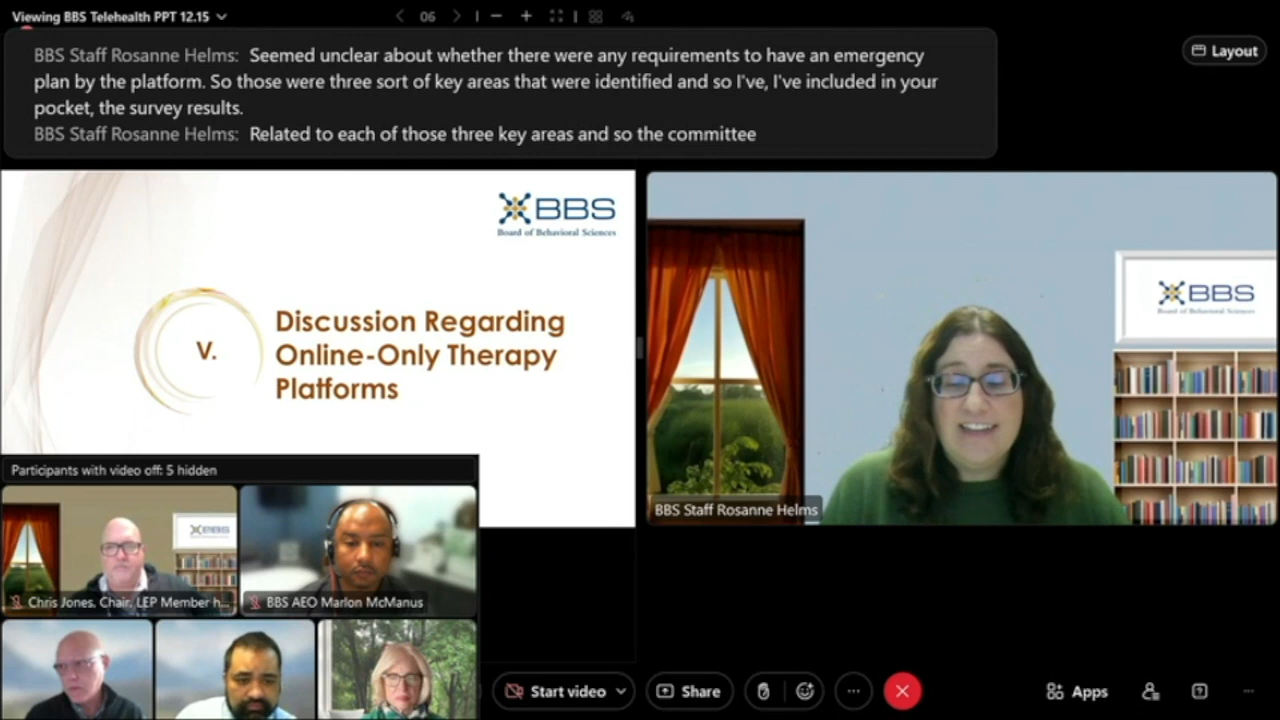 Viewing BBS Telehealth PPT 12.15
06
Layout
BBS Staff Rosanne Helms: Seemed unclear about whether there were any requirements to have an emergency
plan by the platform. So those were three sort of key areas that were identified and so I've, I've included in your
pocket, the survey results.
BBS Staff Rosanne Helms: Related to each of those three key areas and so the committee
BBS
Board of Behavioral Sciences
V.
Discussion Regarding
Online-Only Therapy
Platforms
BBS
Board of Behavioral Sciences
BBS Staff Rosanne Helms
Participants with video off: 5 hidden
BBS
Chris Jones, Chair, LEP Member h...
BBS AEO Marlon McManus
Start video
Share
Apps